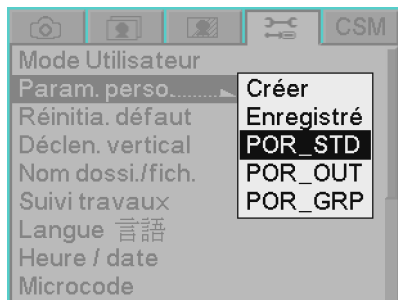 CSM
Mode Utilisateur
Param. perso.........
Réinitia. défaut
Déclen. vertical
Nom dossi./fich.
Suivi travaux
Langue 言語
Heure / date
Microcode
Créer
Enregistré
POR_STD
POR_OUT
POR_GRP